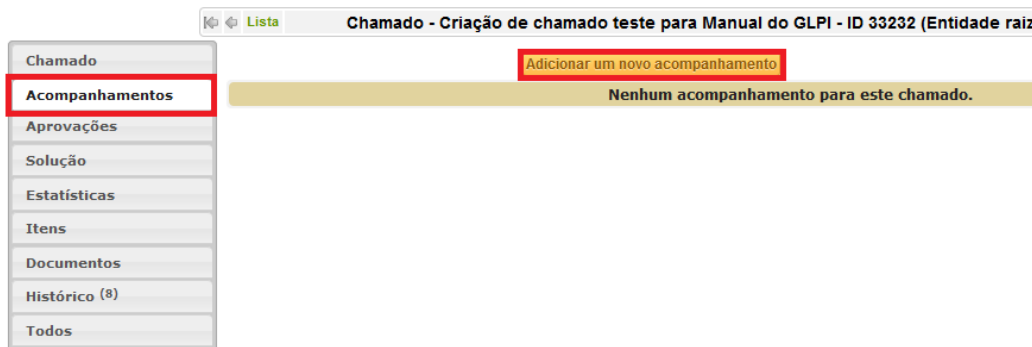 Lista Chamado - Criação de chamado teste para Manual do GLPI - ID 33232 (Entidade raiz
Chamado
Adicionar um novo acompanhamento
Acompanhamentos
Nenhum acompanhamento para este chamado.
Aprovações
Solução
Estatísticas
Itens
Documentos
Histórico (8)
Todos